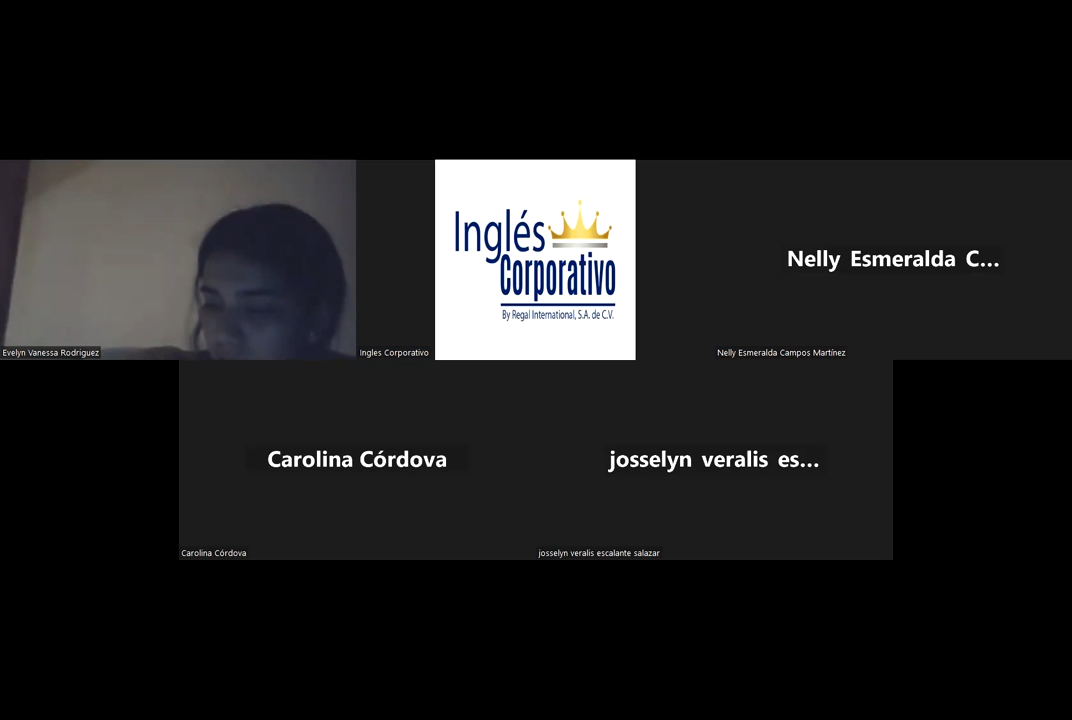 Inglés
Corporativo
By Regal International, S.A. de C.V.
Nelly Esmeralda C...
Evelyn Vanessa Rodriguez
Ingles Corporativo
Nelly Esmeralda Campos Martínez
Carolina Córdova
josselyn veralis es...
Carolina Córdova
josselyn veralis escalante salazar